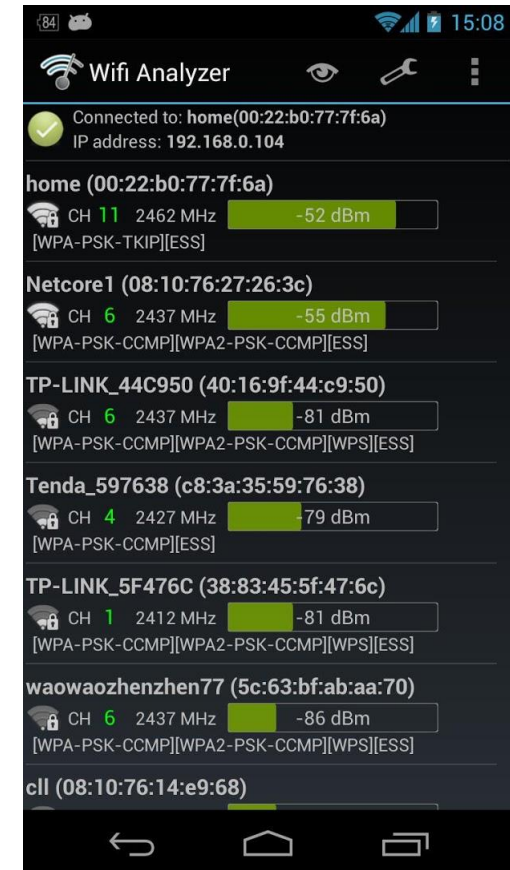 84 15:08
Wifi Analyzer
Connected to: home(00:22:b0:77:7f:6a)
IP address: 192.168.0.104
home (00:22:b0:77:7f:6a)
CH 11 2462 MHz -52 dBm
[WPA-PSK-TKIP][ESS]
Netcore1 (08:10:76:27:26:3c)
CH 6 2437 MHz -55 dBm
[WPA-PSK-CCMP][WPA2-PSK-CCMP][ESS]
TP-LINK_44C950 (40:16:9f:44:c9:50)
CH 6 2437 MHz -81 dBm
[WPA-PSK-CCMP][WPA2-PSK-CCMP][WPS][ESS]
Tenda_597638 (c8:3a:35:59:76:38)
CH 4 2427 MHz -79 dBm
[WPA-PSK-CCMP][ESS]
TP-LINK_5F476C (38:83:45:5f:47:6c)
CH 1 2412 MHz -81 dBm
[WPA-PSK-CCMP][WPA2-PSK-CCMP][WPS][ESS]
waowaozhenzhen77 (5c:63:bf:ab:aa:70)
CH 6 2437 MHz -86 dBm
[WPA-PSK-CCMP][WPA2-PSK-CCMP][WPS][ESS]
cll (08:10:76:14:e9:68)